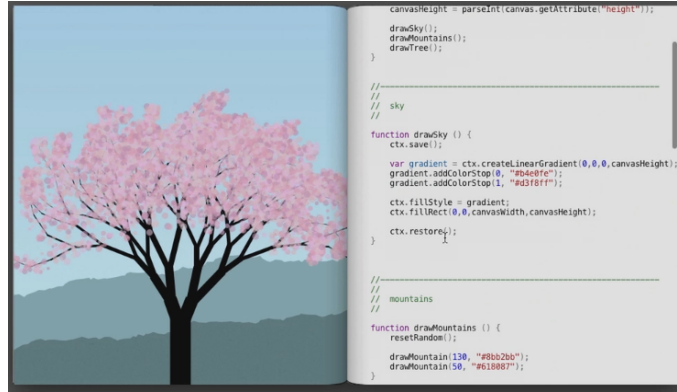 canvasHeight = parseInt(canvas.getAttribute("height"));
drawSky();
drawMountains();
drawTree();
}
//--------------------------------------------------------------
//
// sky
//
function drawSky () {
ctx.save();
var gradient = ctx.createLinearGradient(0,0,0,canvasHeight);
gradient.addColorStop(0, "#b4e0fe");
gradient.addColorStop(1, "#d3f8ff");
ctx.fillStyle = gradient;
ctx.fillRect(0,0,canvasWidth,canvasHeight);
ctx.restore();
}
//--------------------------------------------------------------
//
// mountains
//
function drawMountains () {
resetRandom();
drawMountain(130, "#8bb2bb");
drawMountain(50, "#618087");
}